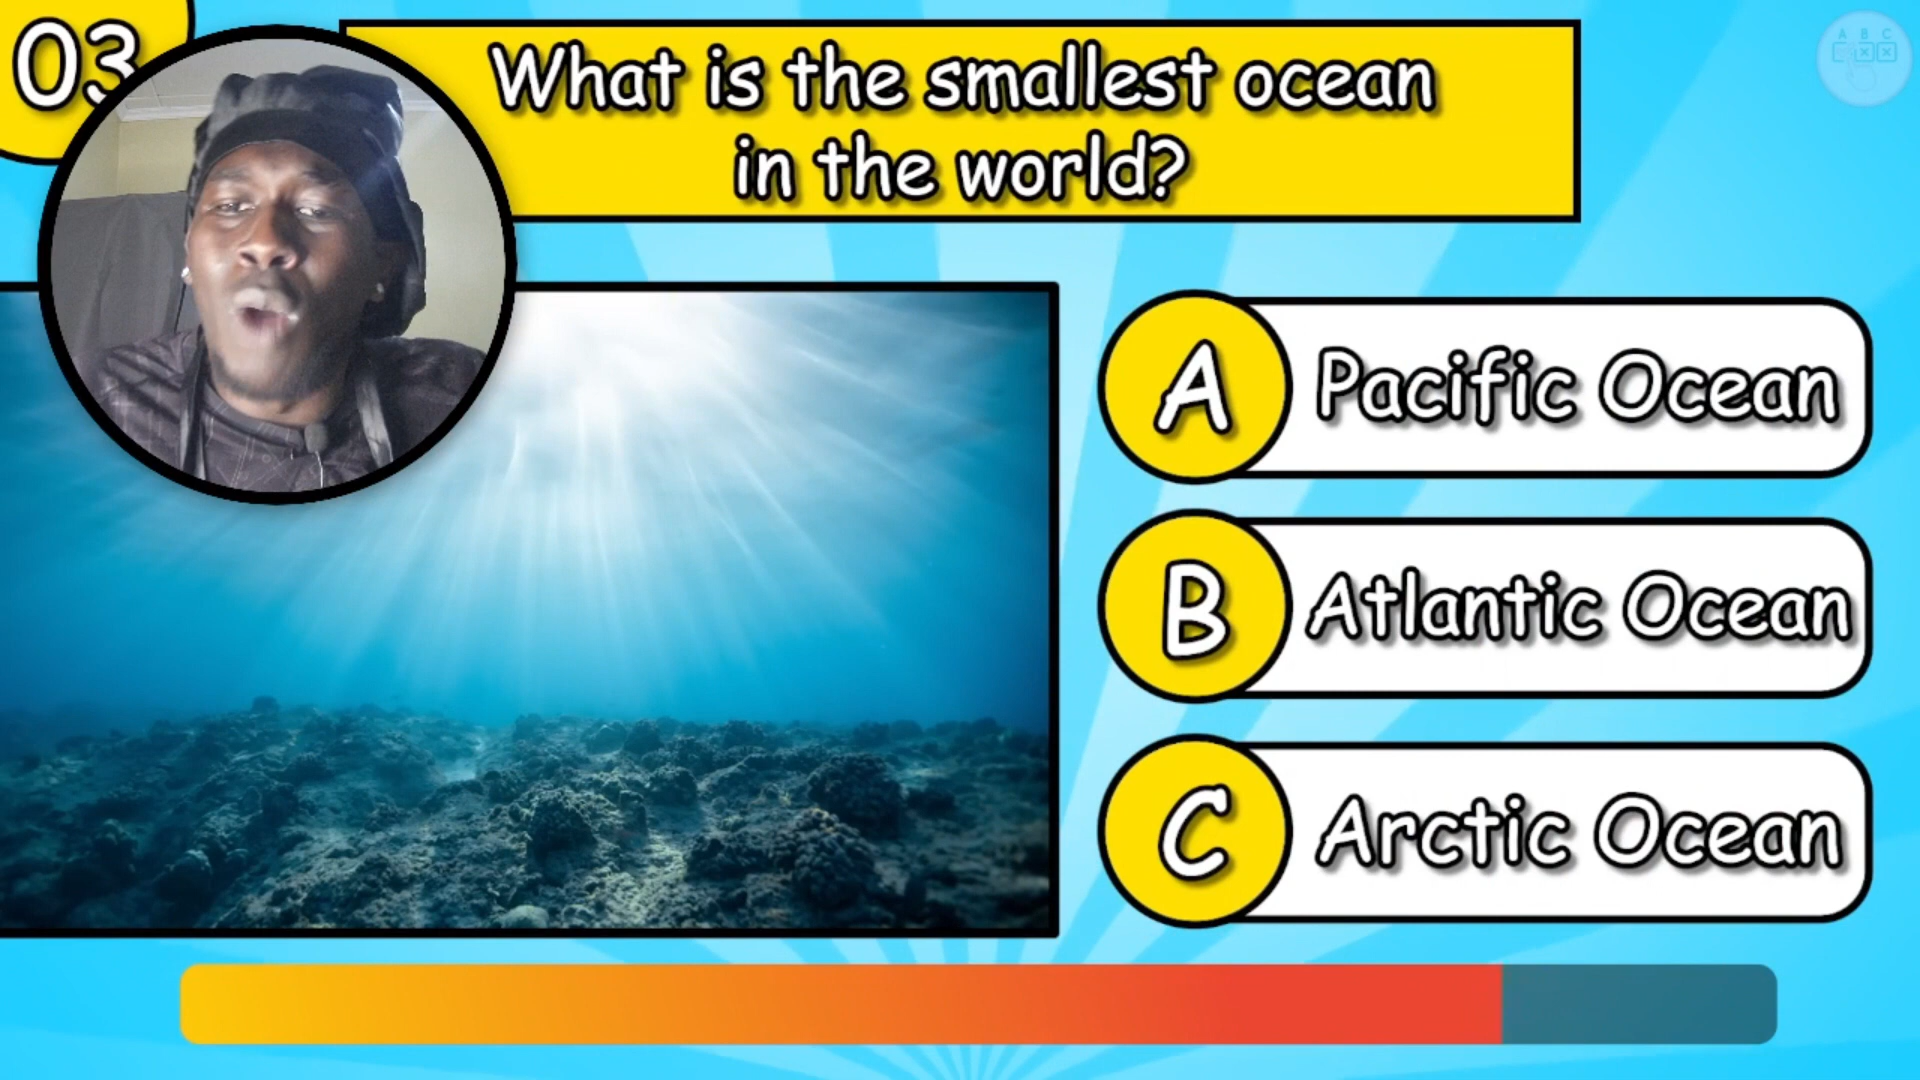 03
What is the smallest ocean
in the world?
A Pacific Ocean
B Atlantic Ocean
C Arctic Ocean
A B C